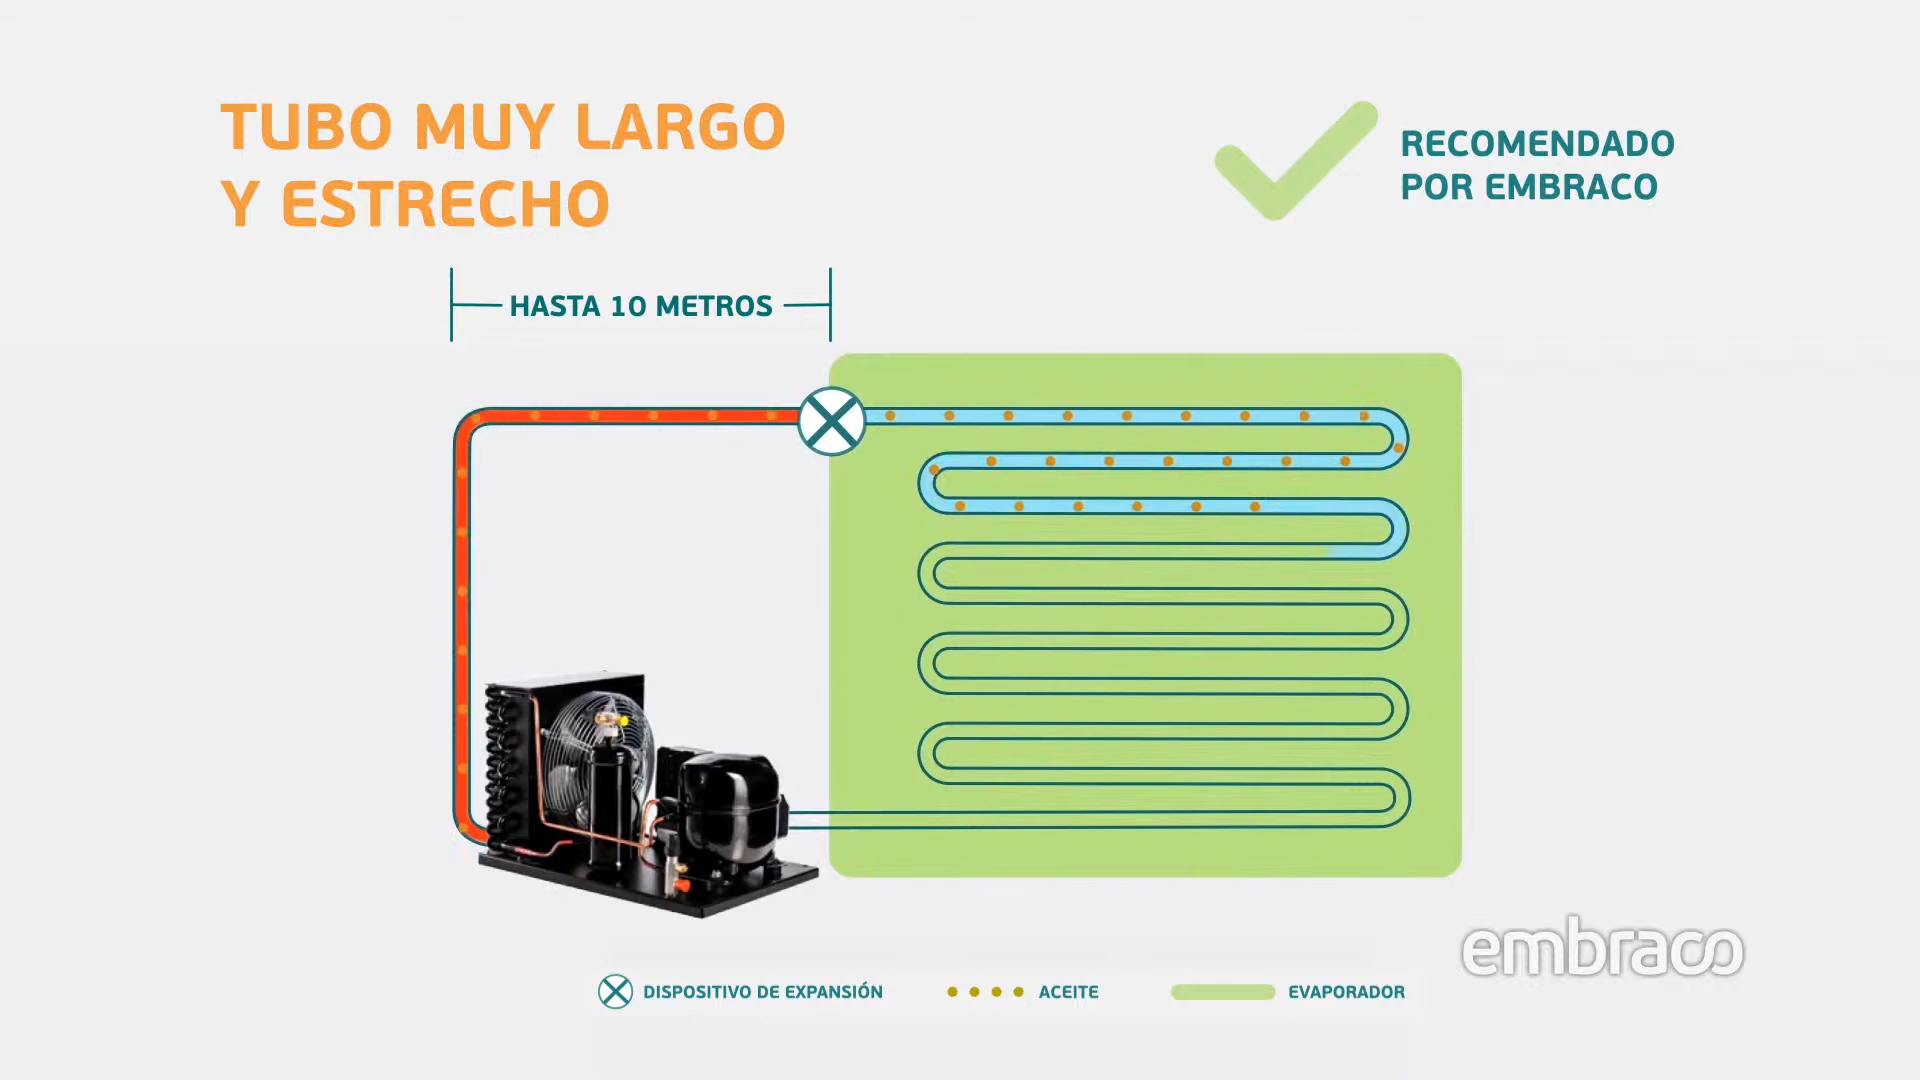 TUBO MUY LARGO
Y ESTRECHO
RECOMENDADO
POR EMBRACO
HASTA 10 METROS
embraco
DISPOSITIVO DE EXPANSIÓN
ACEITE
EVAPORADOR